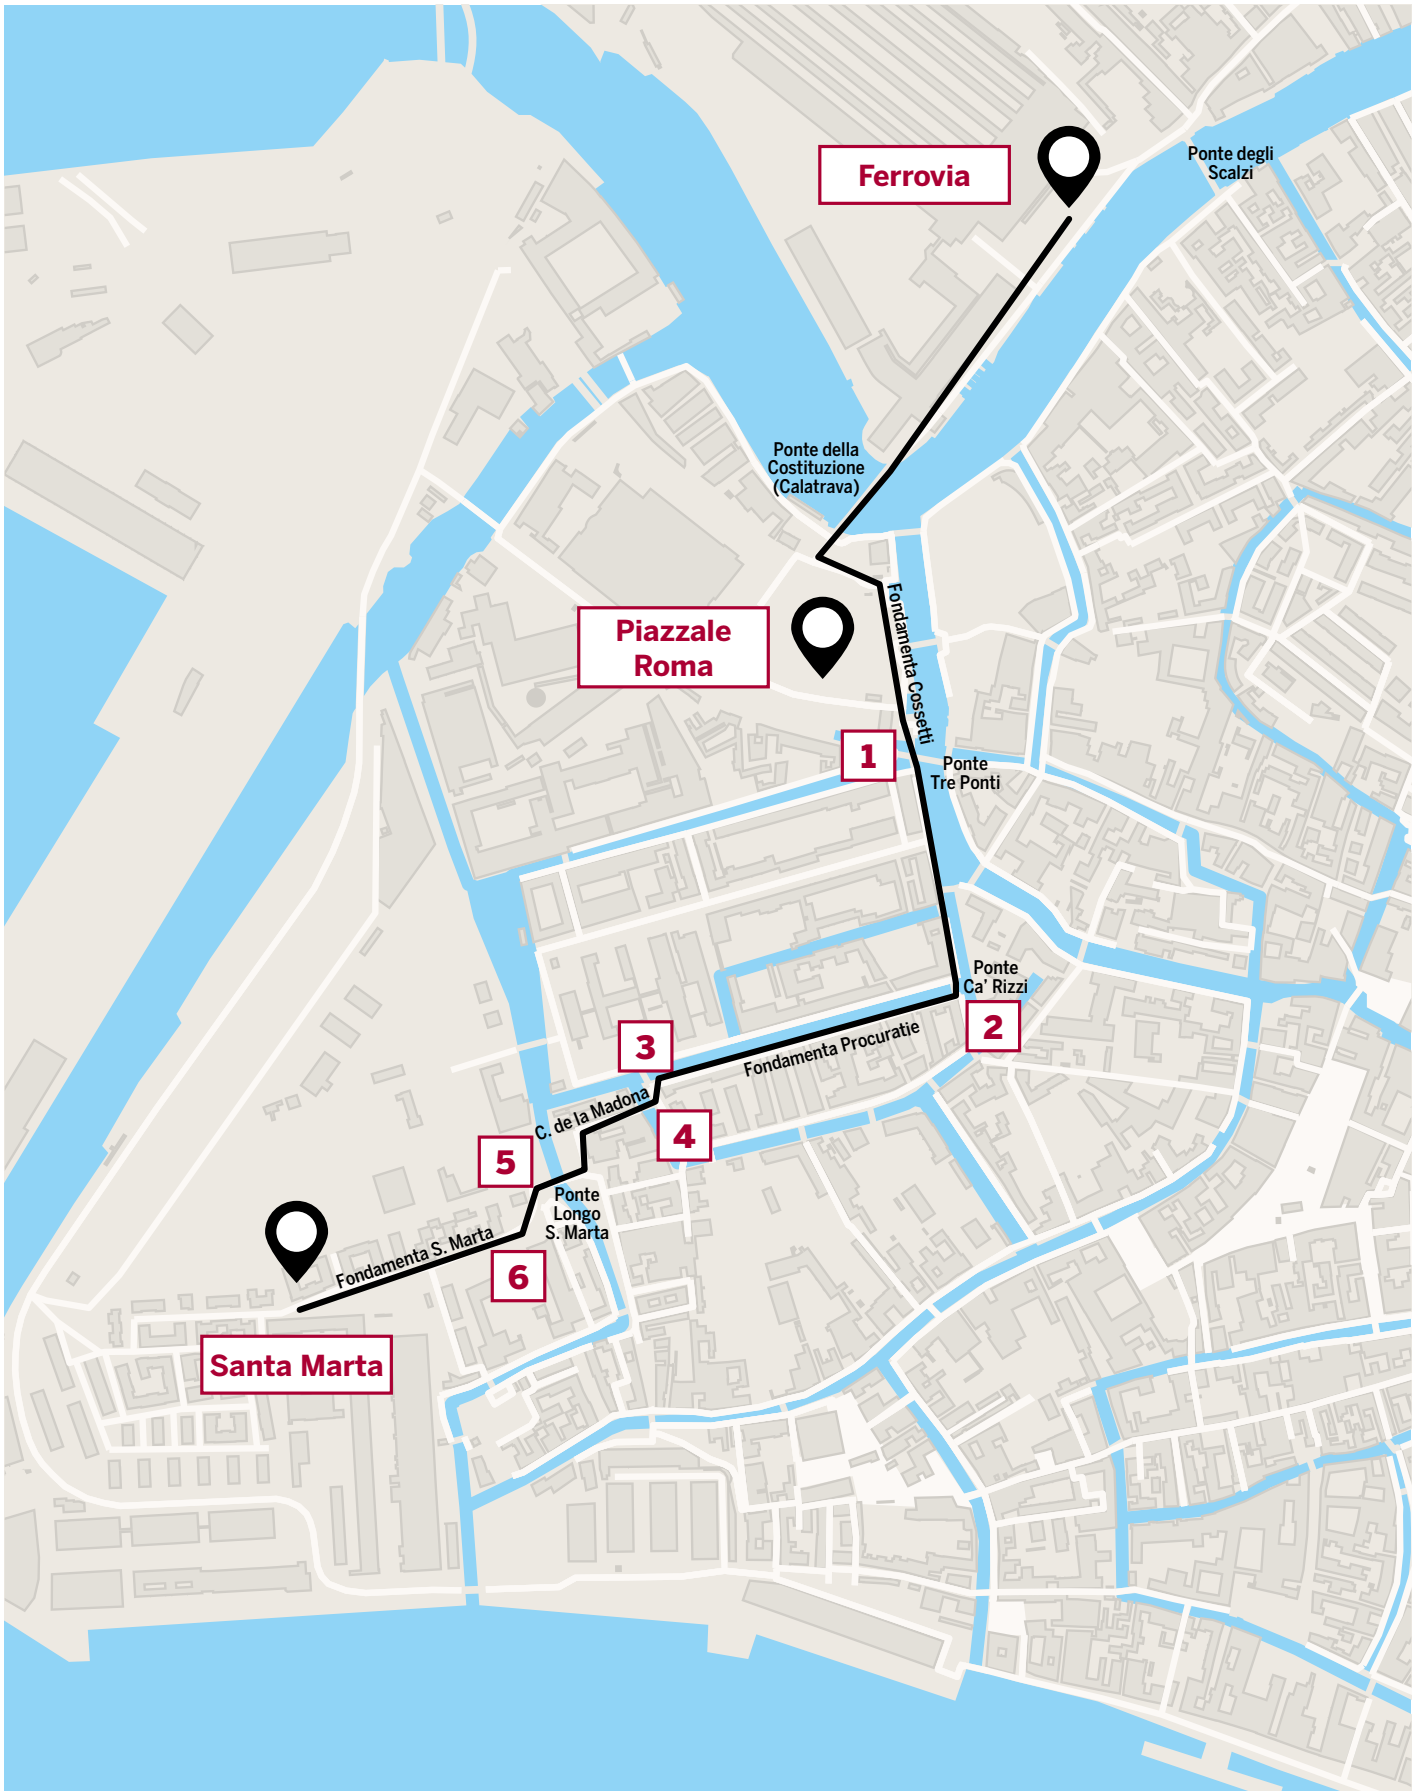 Ponte degli
Scalzi
Ferrovia
Ponte della
Costituzione
(Calatrava)
Fondamenta Cossetti
Piazzale
Roma
1
Ponte
Tre Ponti
Ponte
Ca' Rizzi
2
3
Fondamenta Procuratie
C. de la Madona
4
5
Ponte
Longo
S. Marta
Fondamenta S. Marta
6
Santa Marta